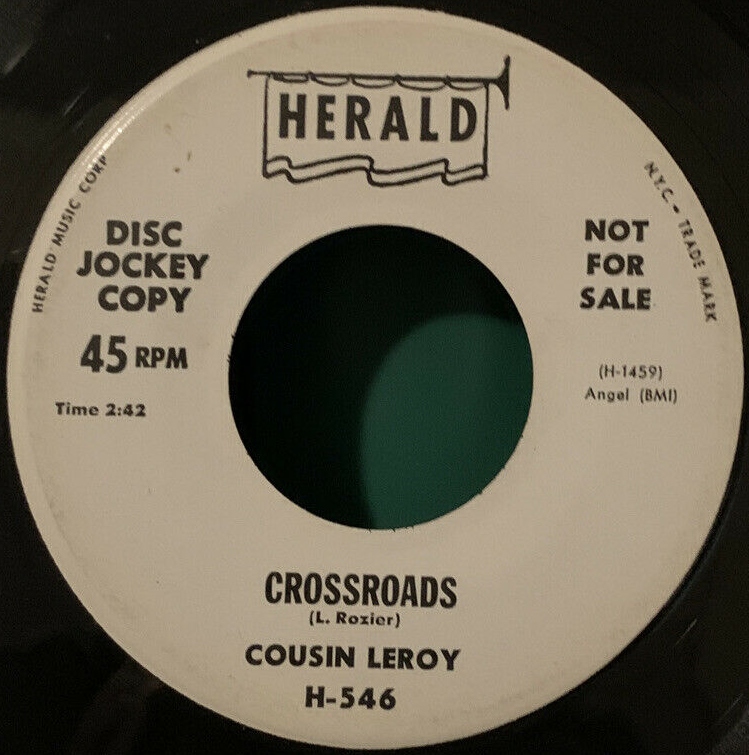 HERALD
HERALD MUSIC CORP
N.Y.C. - TRADE MARK
DISC
JOCKEY
COPY
45 RPM
Time 2:42
NOT
FOR
SALE
(H-1459)
Angel (BMI)
CROSSROADS
(L. Rozier)
COUSIN LEROY
H-546